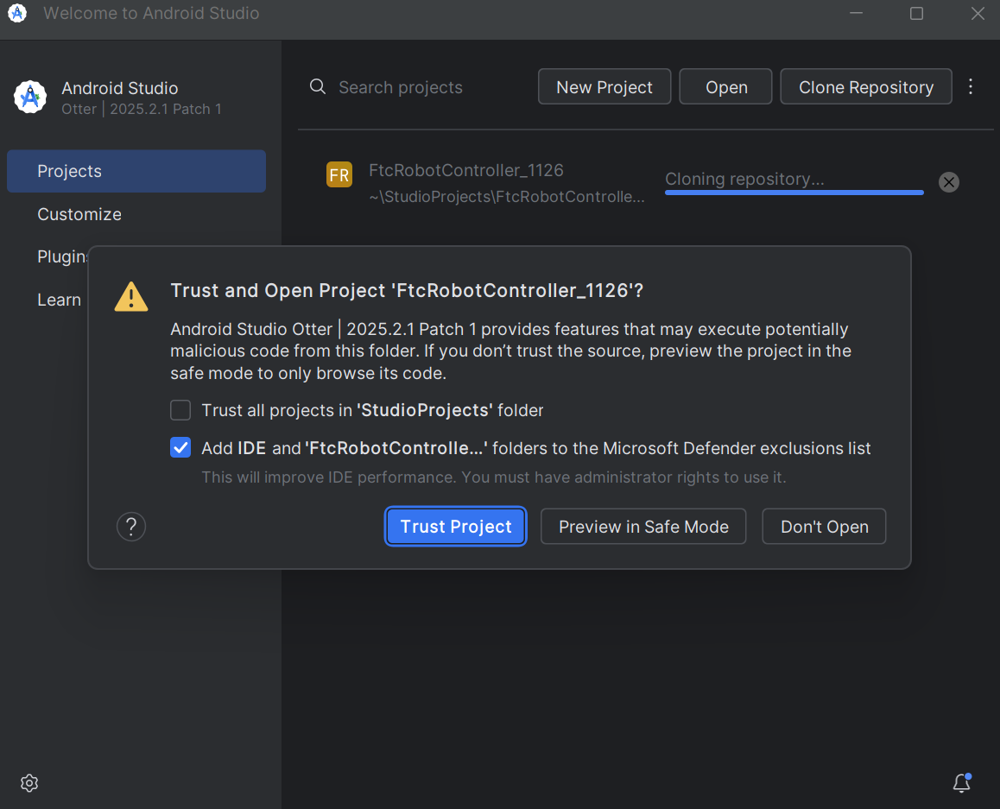 Welcome to Android Studio
Android Studio
Otter | 2025.2.1 Patch 1
Search projects
New Project
Open
Clone Repository
Projects
Customize
Plugins
Learn
FR
FtcRobotController_1126
~\StudioProjects\FtcRobotControlle...
Cloning repository...
Trust and Open Project 'FtcRobotController_1126'?
Android Studio Otter | 2025.2.1 Patch 1 provides features that may execute potentially
malicious code from this folder. If you don’t trust the source, preview the project in the
safe mode to only browse its code.
Trust all projects in 'StudioProjects' folder
Add IDE and 'FtcRobotControlle...' folders to the Microsoft Defender exclusions list
This will improve IDE performance. You must have administrator rights to use it.
?
Trust Project
Preview in Safe Mode
Don't Open